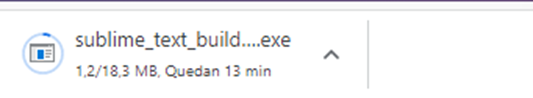 sublime_text_build....exe
1,2/18,3 MB, Quedan 13 min